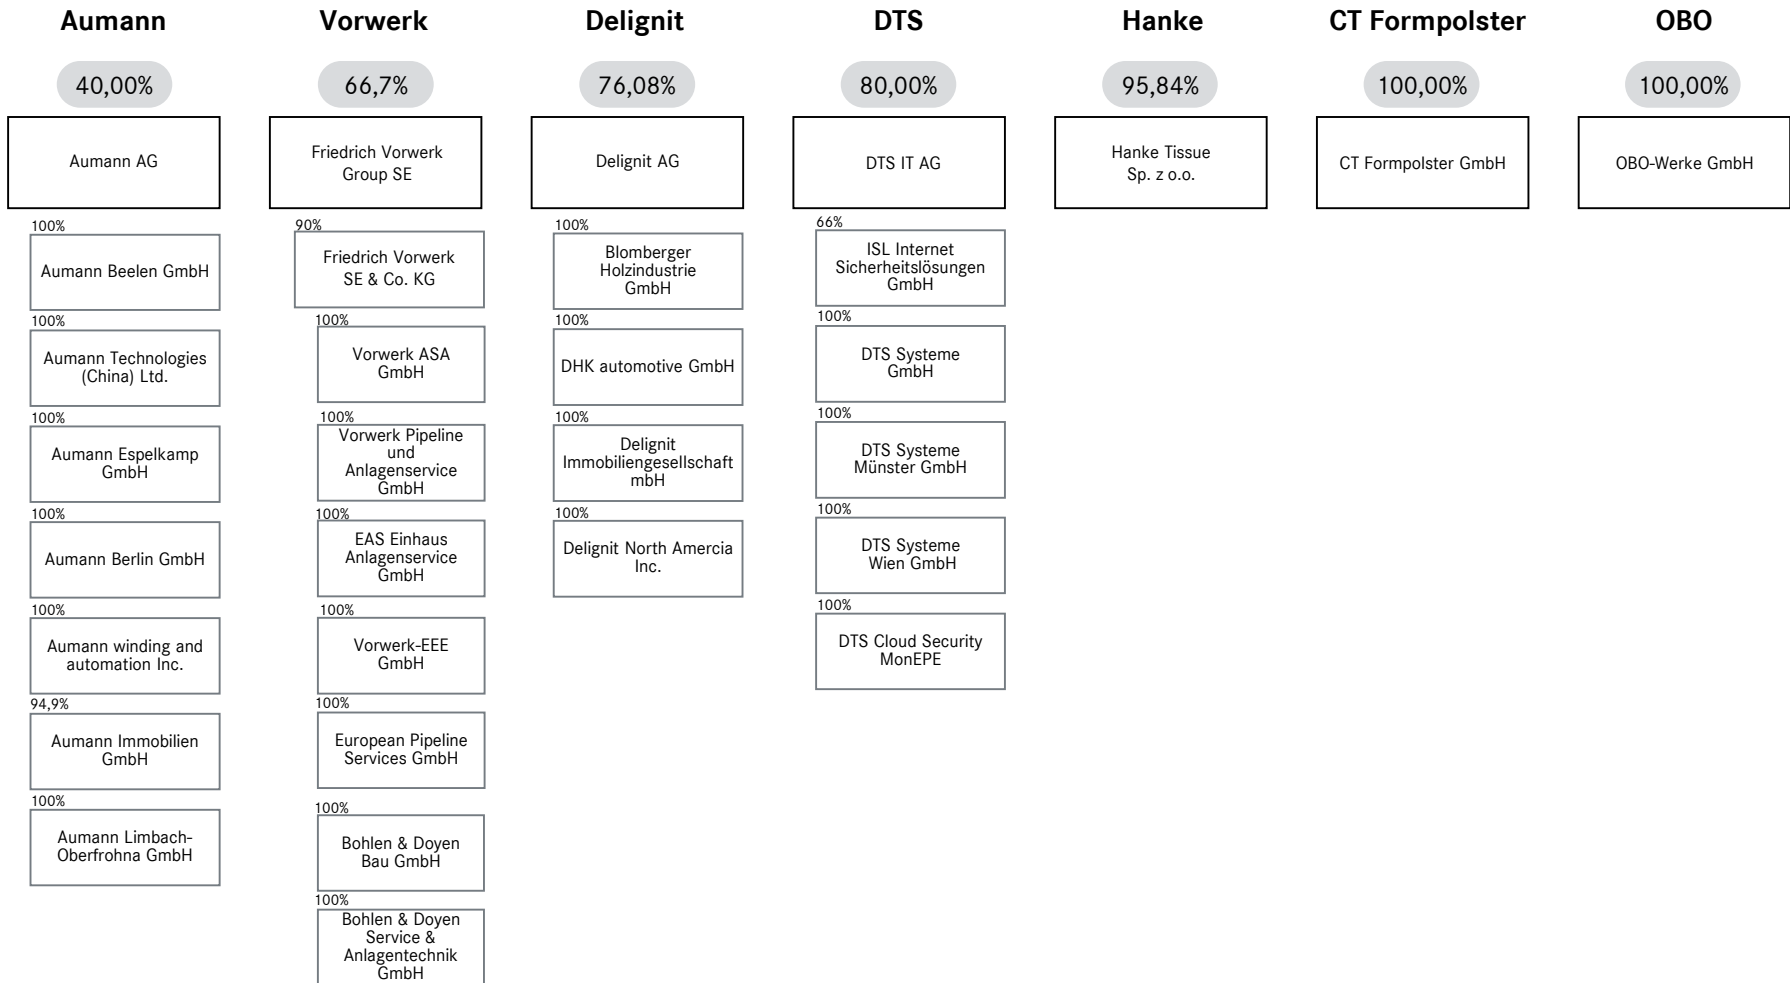 Aumann
40,00%
Aumann AG
100%
Aumann Beelen GmbH
100%
Aumann Technologies
(China) Ltd.
100%
Aumann Espelkamp
GmbH
100%
Aumann Berlin GmbH
100%
Aumann winding and
automation Inc.
94,9%
Aumann Immobilien
GmbH
100%
Aumann Limbach-
Oberfrohna GmbH
Vorwerk
66,7%
Friedrich Vorwerk
Group SE
90%
Friedrich Vorwerk
SE & Co. KG
100%
Vorwerk ASA
GmbH
100%
Vorwerk Pipeline
und
Anlagenservice
GmbH
100%
EAS Einhaus
Anlagenservice
GmbH
100%
Vorwerk-EEE
GmbH
100%
European Pipeline
Services GmbH
100%
Bohlen & Doyen
Bau GmbH
100%
Bohlen & Doyen
Service &
Anlagentechnik
GmbH
Delignit
76,08%
Delignit AG
100%
Blomberger
Holzindustrie
GmbH
100%
DHK automotive GmbH
100%
Delignit
Immobiliengesellschaft
mbH
100%
Delignit North Amercia
Inc.
DTS
80,00%
DTS IT AG
66%
ISL Internet
Sicherheitslösungen
GmbH
100%
DTS Systeme
GmbH
100%
DTS Systeme
Münster GmbH
100%
DTS Systeme
Wien GmbH
100%
DTS Cloud Security
MonEPE
Hanke
95,84%
Hanke Tissue
Sp. z o.o.
CT Formpolster
100,00%
CT Formpolster GmbH
OBO
100,00%
OBO-Werke GmbH